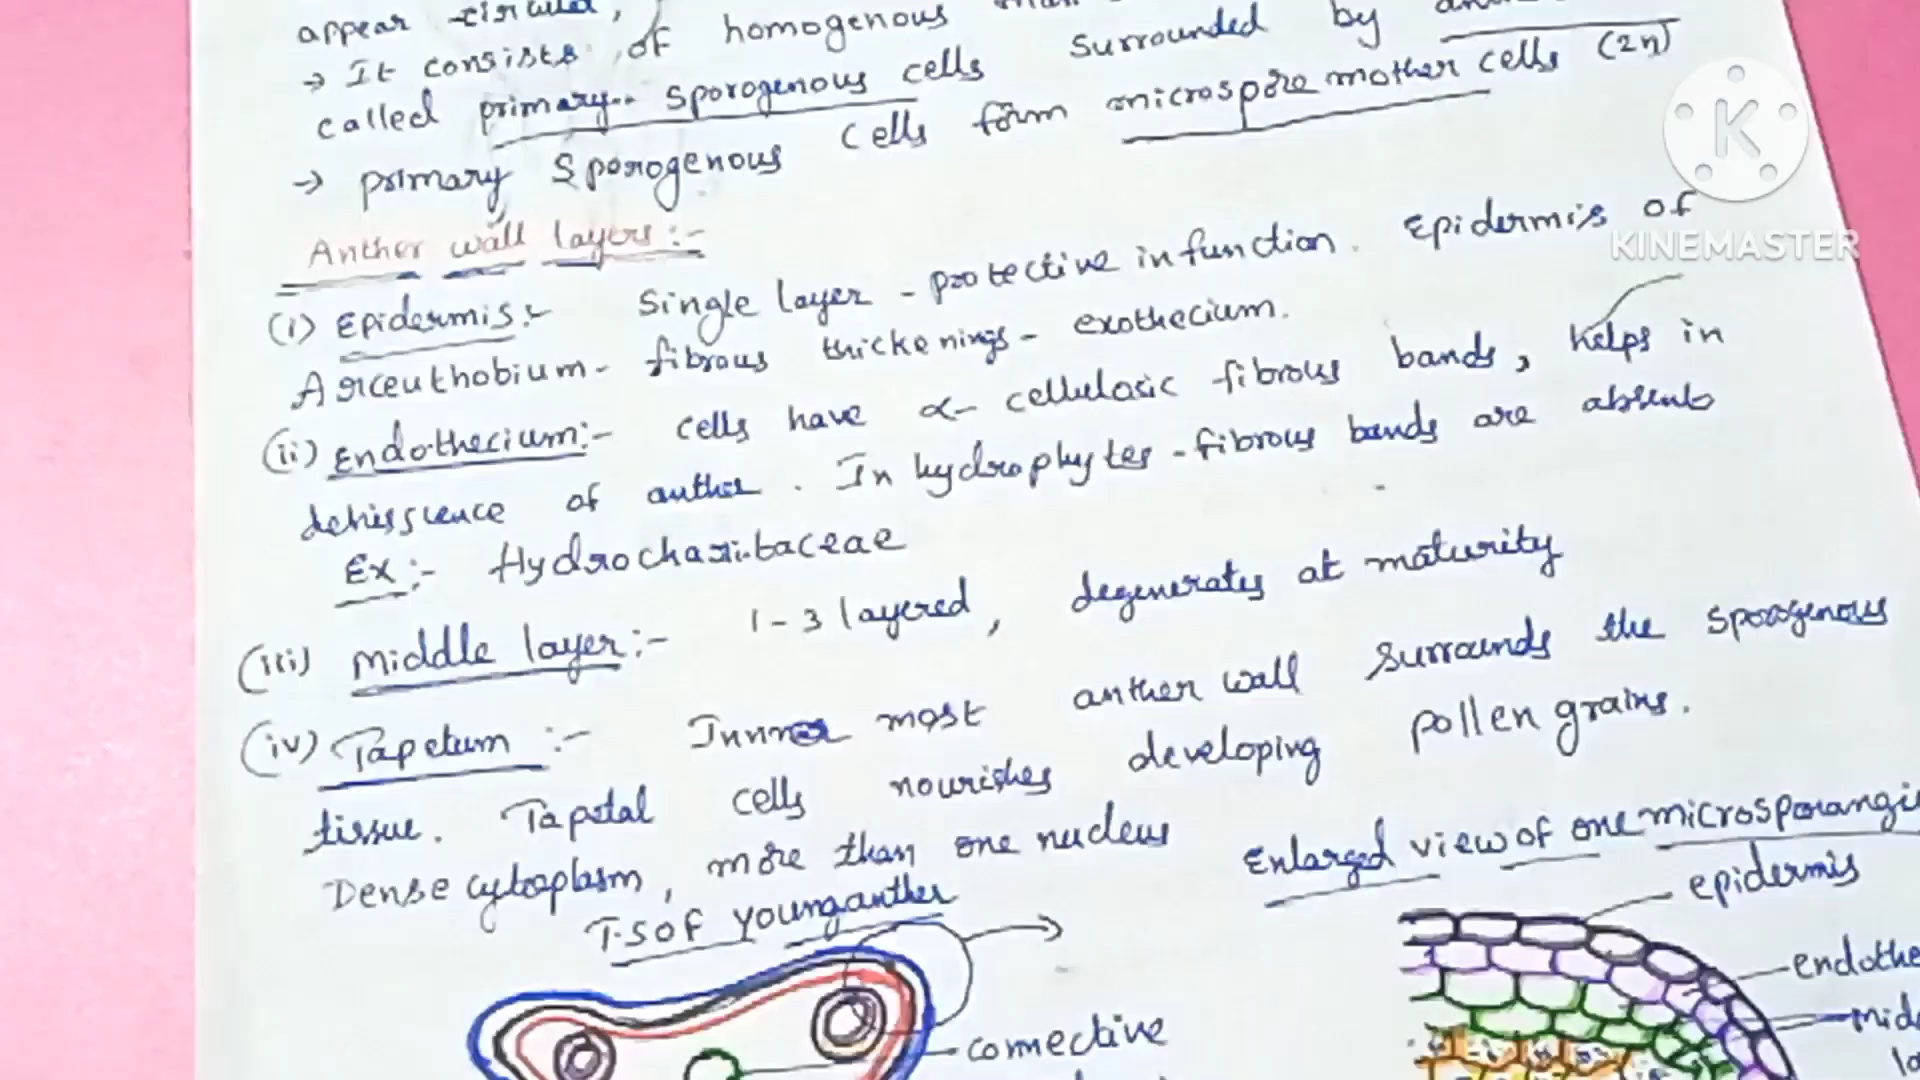 appear circular,
→ It consists of homogenous
called primary sporogenous cells surrounded by
→ primary sporogenous cells form microspore mother cells (2n)
Anther wall layers:-
(i) Epidermis:- Single layer - protective in function. Epidermis of
Arceuthobium - fibrous thickenings - exothecium.
(ii) Endothecium:- cells have α- cellulosic fibrous bands, helps in
dehisscence of anther. In hydrophytes - fibrous bands are absent
Ex:- Hydrocharitaceae
(iii) Middle layer:- 1-3 layered, degenerates at maturity
(iv) Tapetum:- Inner most anther wall surrounds the sporogenous
tissue. Tapetal cells nourishes developing pollen grains.
Dense cytoplasm, more than one nucleus
T.S OF Young anther
Enlarged view of one microsporangi
epidermis
endothe
mid
la
connective
K
KINEMASTER